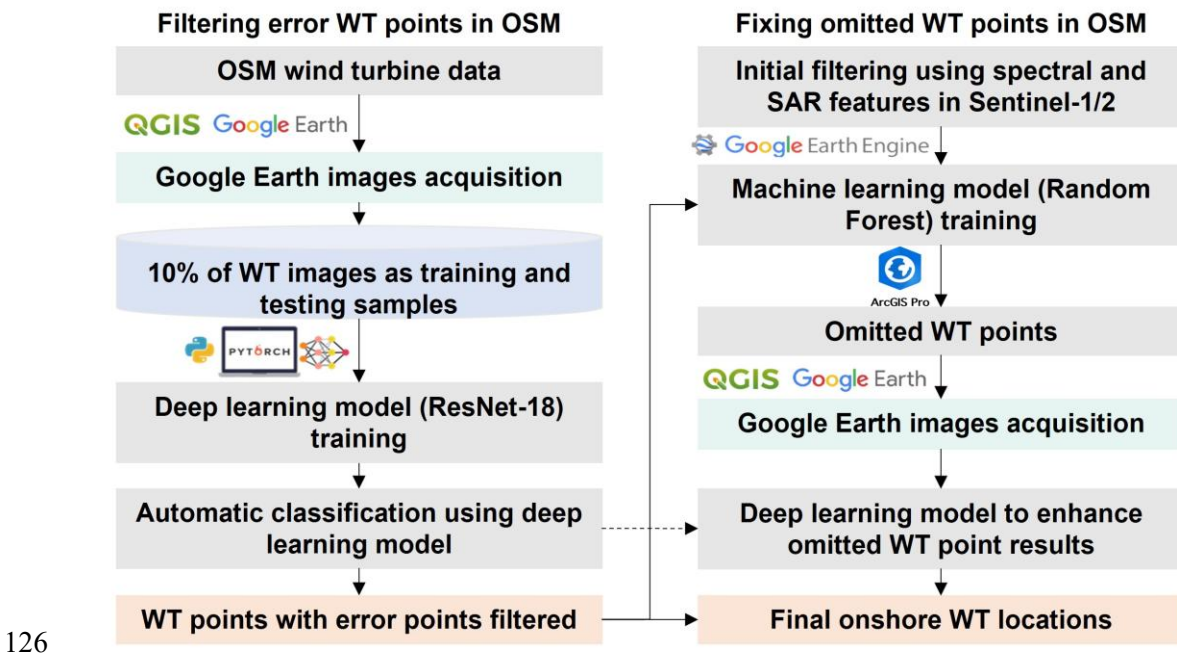 Filtering error WT points in OSM
OSM wind turbine data
QGIS Google Earth
Google Earth images acquisition
10% of WT images as training and
testing samples
PYTORCH
Deep learning model (ResNet-18)
training
Automatic classification using deep
learning model
WT points with error points filtered
126
Fixing omitted WT points in OSM
Initial filtering using spectral and
SAR features in Sentinel-1/2
Google Earth Engine
Machine learning model (Random
Forest) training
ArcGIS Pro
Omitted WT points
QGIS Google Earth
Google Earth images acquisition
Deep learning model to enhance
omitted WT point results
Final onshore WT locations